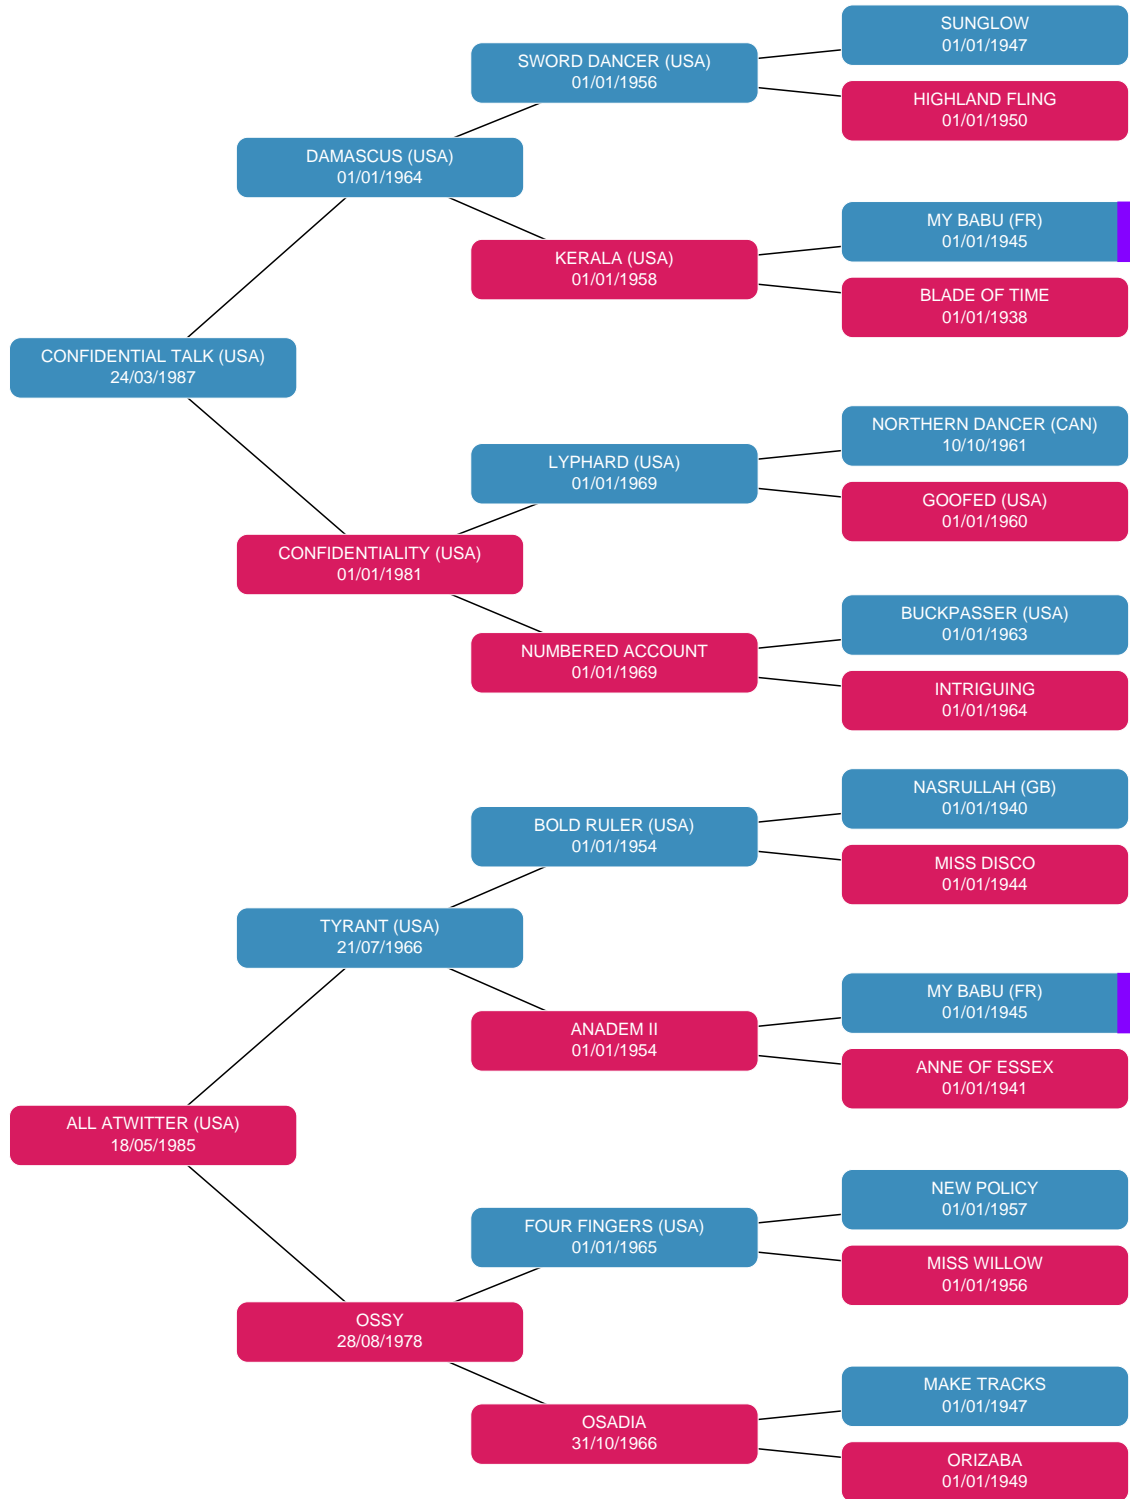 SUNGLOW
01/01/1947
SWORD DANCER (USA)
01/01/1956
HIGHLAND FLING
01/01/1950
DAMASCUS (USA)
01/01/1964
MY BABU (FR)
01/01/1945
KERALA (USA)
01/01/1958
BLADE OF TIME
01/01/1938
CONFIDENTIAL TALK (USA)
24/03/1987
NORTHERN DANCER (CAN)
10/10/1961
LYPHARD (USA)
01/01/1969
GOOFED (USA)
01/01/1960
CONFIDENTIALITY (USA)
01/01/1981
BUCKPASSER (USA)
01/01/1963
NUMBERED ACCOUNT
01/01/1969
INTRIGUING
01/01/1964
NASRULLAH (GB)
01/01/1940
BOLD RULER (USA)
01/01/1954
MISS DISCO
01/01/1944
TYRANT (USA)
21/07/1966
MY BABU (FR)
01/01/1945
ANADEM II
01/01/1954
ANNE OF ESSEX
01/01/1941
ALL ATWITTER (USA)
18/05/1985
NEW POLICY
01/01/1957
FOUR FINGERS (USA)
01/01/1965
MISS WILLOW
01/01/1956
OSSY
28/08/1978
MAKE TRACKS
01/01/1947
OSADIA
31/10/1966
ORIZABA
01/01/1949